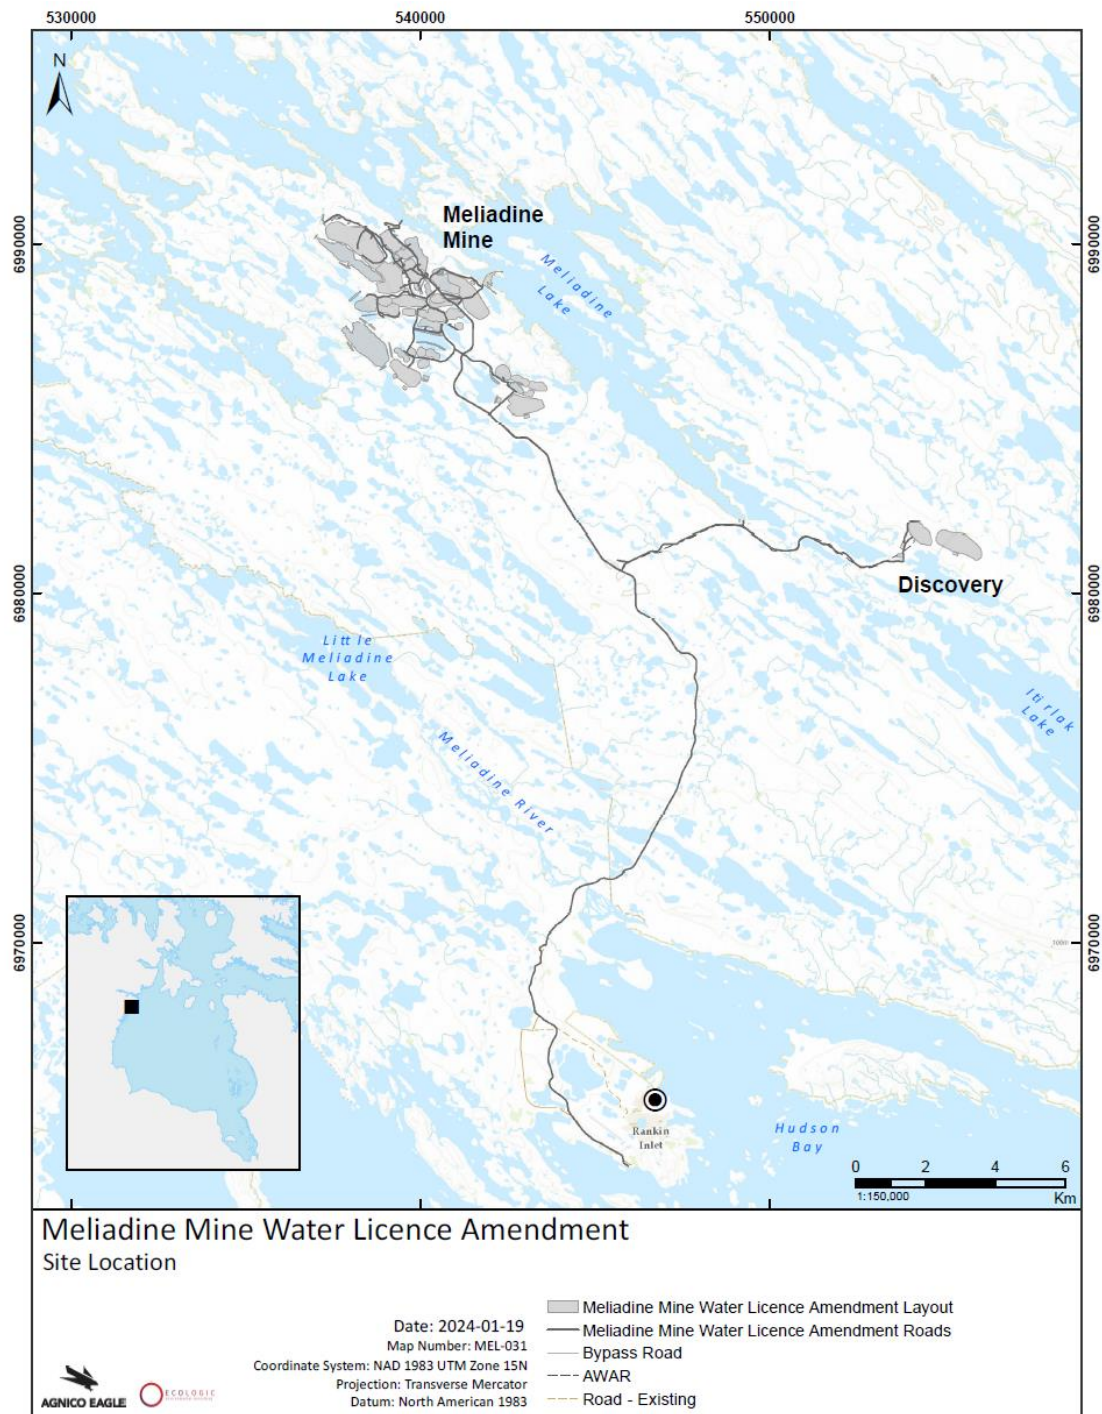 530000
540000
550000
N
Meliadine
Mine
6990000
6990000
Meliadine
Lake
Discovery
6980000
6980000
Little
Meliadine
Lake
Itirlak
Lake
Meliadine River
6970000
6970000
Rankin
Inlet
Hudson
Bay
0 2 4 6
1:150,000
Km
Meliadine Mine Water Licence Amendment
Site Location
Date: 2024-01-19
Map Number: MEL-031
Coordinate System: NAD 1983 UTM Zone 15N
Projection: Transverse Mercator
Datum: North American 1983
AGNICO EAGLE
ECOLOGIC
Meliadine Mine Water Licence Amendment Layout
Meliadine Mine Water Licence Amendment Roads
Bypass Road
AWAR
Road - Existing